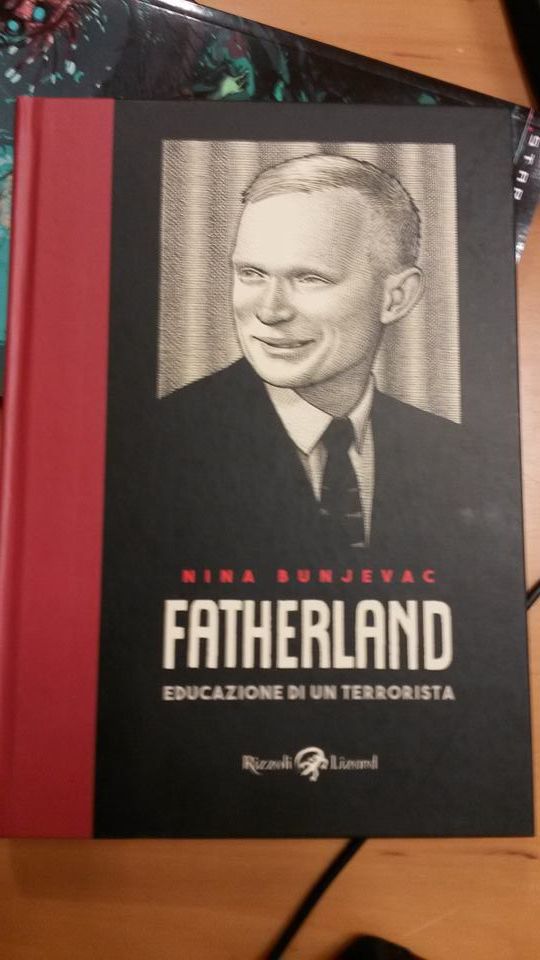 NINA BUNJEVAC
FATHERLAND
EDUCAZIONE DI UN TERRORISTA
Rizzoli Lizard